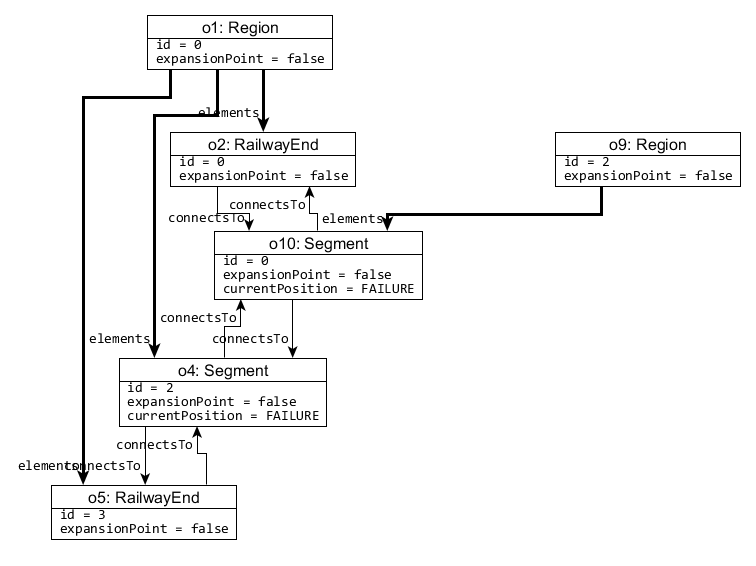 o1: Region
id = 0
expansionPoint = false
elements
o2: RailwayEnd
id = 0
expansionPoint = false
o9: Region
id = 2
expansionPoint = false
connectsTo
connectsTo
elements
o10: Segment
id = 0
expansionPoint = false
currentPosition = FAILURE
connectsTo
elements
connectsTo
o4: Segment
id = 2
expansionPoint = false
currentPosition = FAILURE
connectsTo
elements
connectsTo
o5: RailwayEnd
id = 3
expansionPoint = false